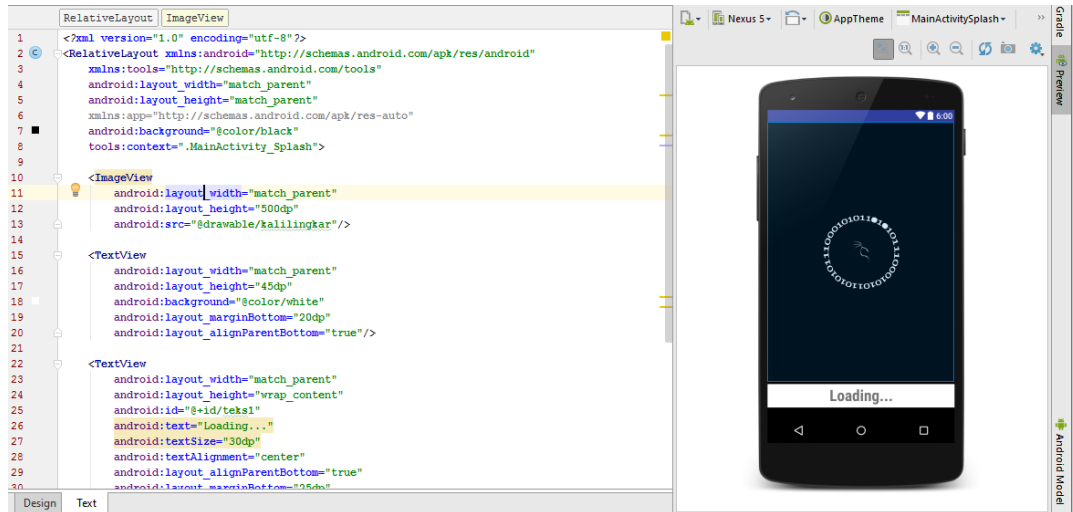 RelativeLayout ImageView
1 <?xml version="1.0" encoding="utf-8"?>
2 <RelativeLayout xmlns:android="http://schemas.android.com/apk/res/android"
3 xmlns:tools="http://schemas.android.com/tools"
4 android:layout_width="match_parent"
5 android:layout_height="match_parent"
6 xmlns:app="http://schemas.android.com/apk/res-auto"
7 android:background="@color/black"
8 tools:context=".MainActivity_Splash">
9
10 <ImageView
11 android:layout_width="match_parent"
12 android:layout_height="500dp"
13 android:src="@drawable/kalilingkar"/>
14
15 <TextView
16 android:layout_width="match_parent"
17 android:layout_height="45dp"
18 android:background="@color/white"
19 android:layout_marginBottom="20dp"
20 android:layout_alignParentBottom="true"/>
21
22 <TextView
23 android:layout_width="match_parent"
24 android:layout_height="wrap_content"
25 android:id="@+id/teks1"
26 android:text="Loading..."
27 android:textSize="30dp"
28 android:textAlignment="center"
29 android:layout_alignParentBottom="true"
30 android:layout_marginBottom="25dp"
Design Text
Nexus 5 AppTheme MainActivitySplash
1:1
6:00
Loading...
Gradle
Preview
Android Model